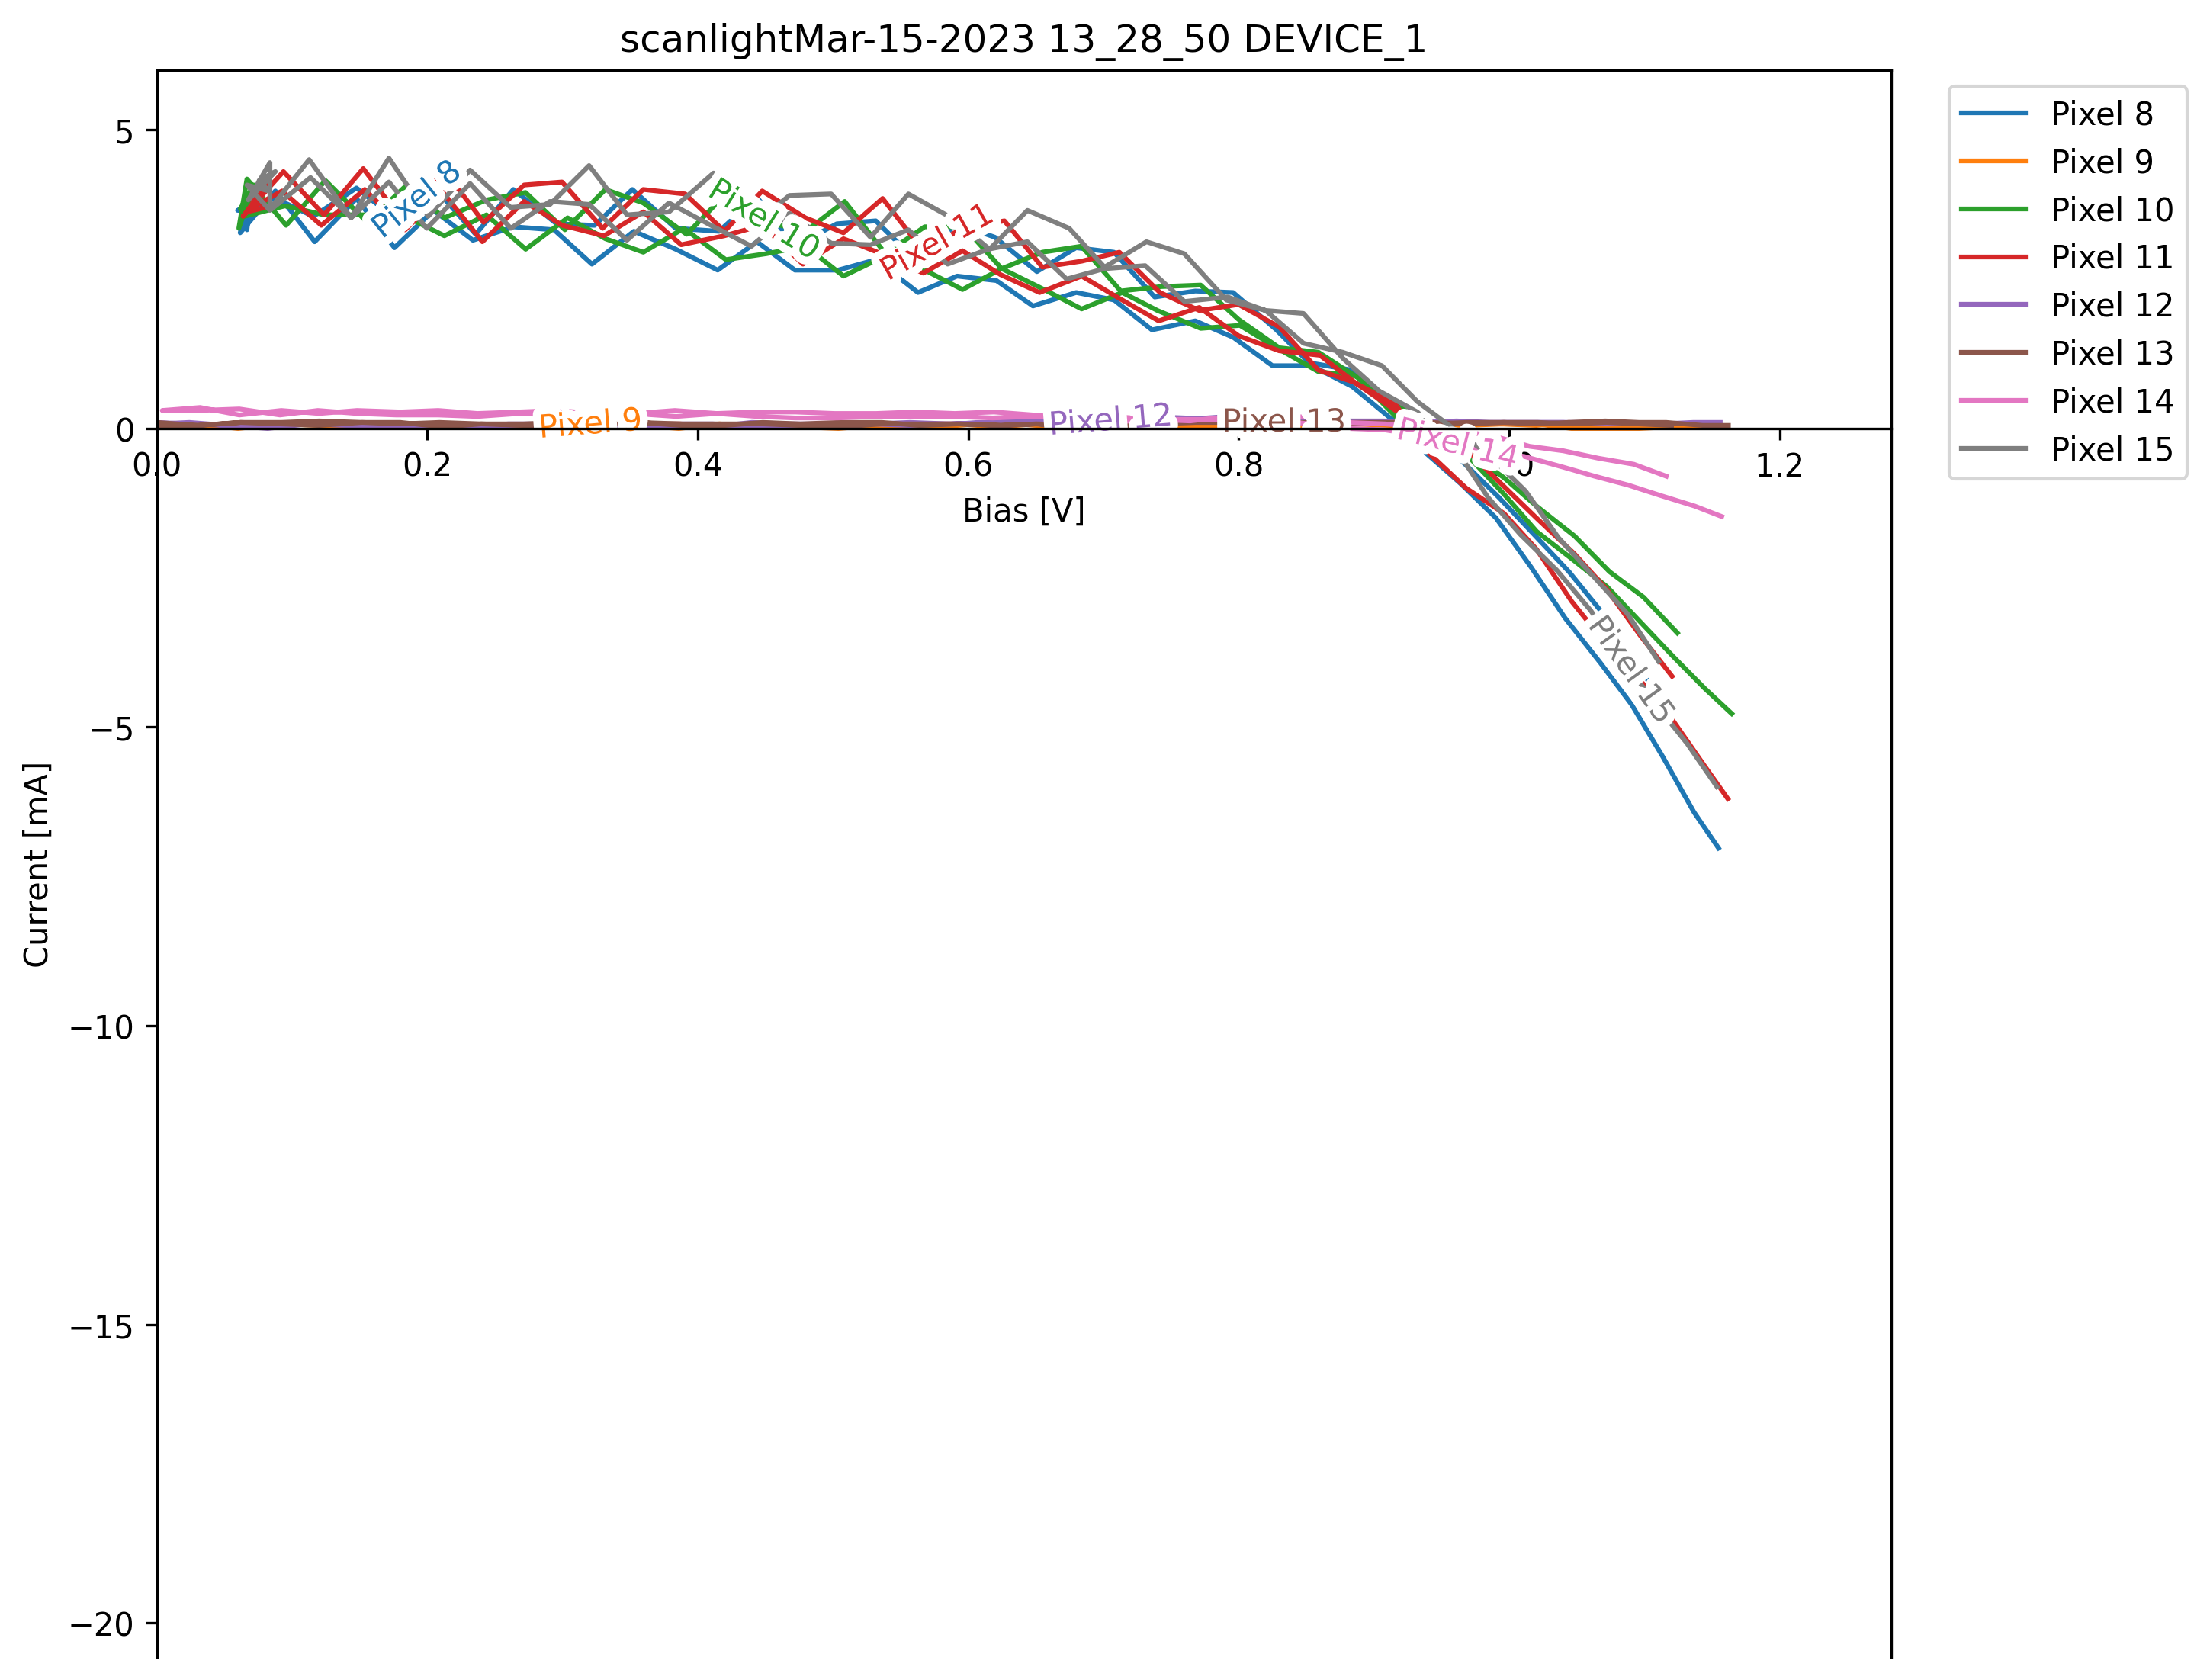 scanlightMar-15-2023 13_28_50 DEVICE_1
Pixel 8
Pixel 9
Pixel 10
Pixel 11
Pixel 12
Pixel 13
Pixel 14
Pixel 15
5
0
−5
−10
−15
−20
Current [mA]
Pixel 8
Pixel 10
Pixel 11
Pixel 9
Pixel 12
Pixel 13
Pixel 14
Pixel 15
0.0 0.2 0.4 0.6 0.8 1.2
Bias [V]